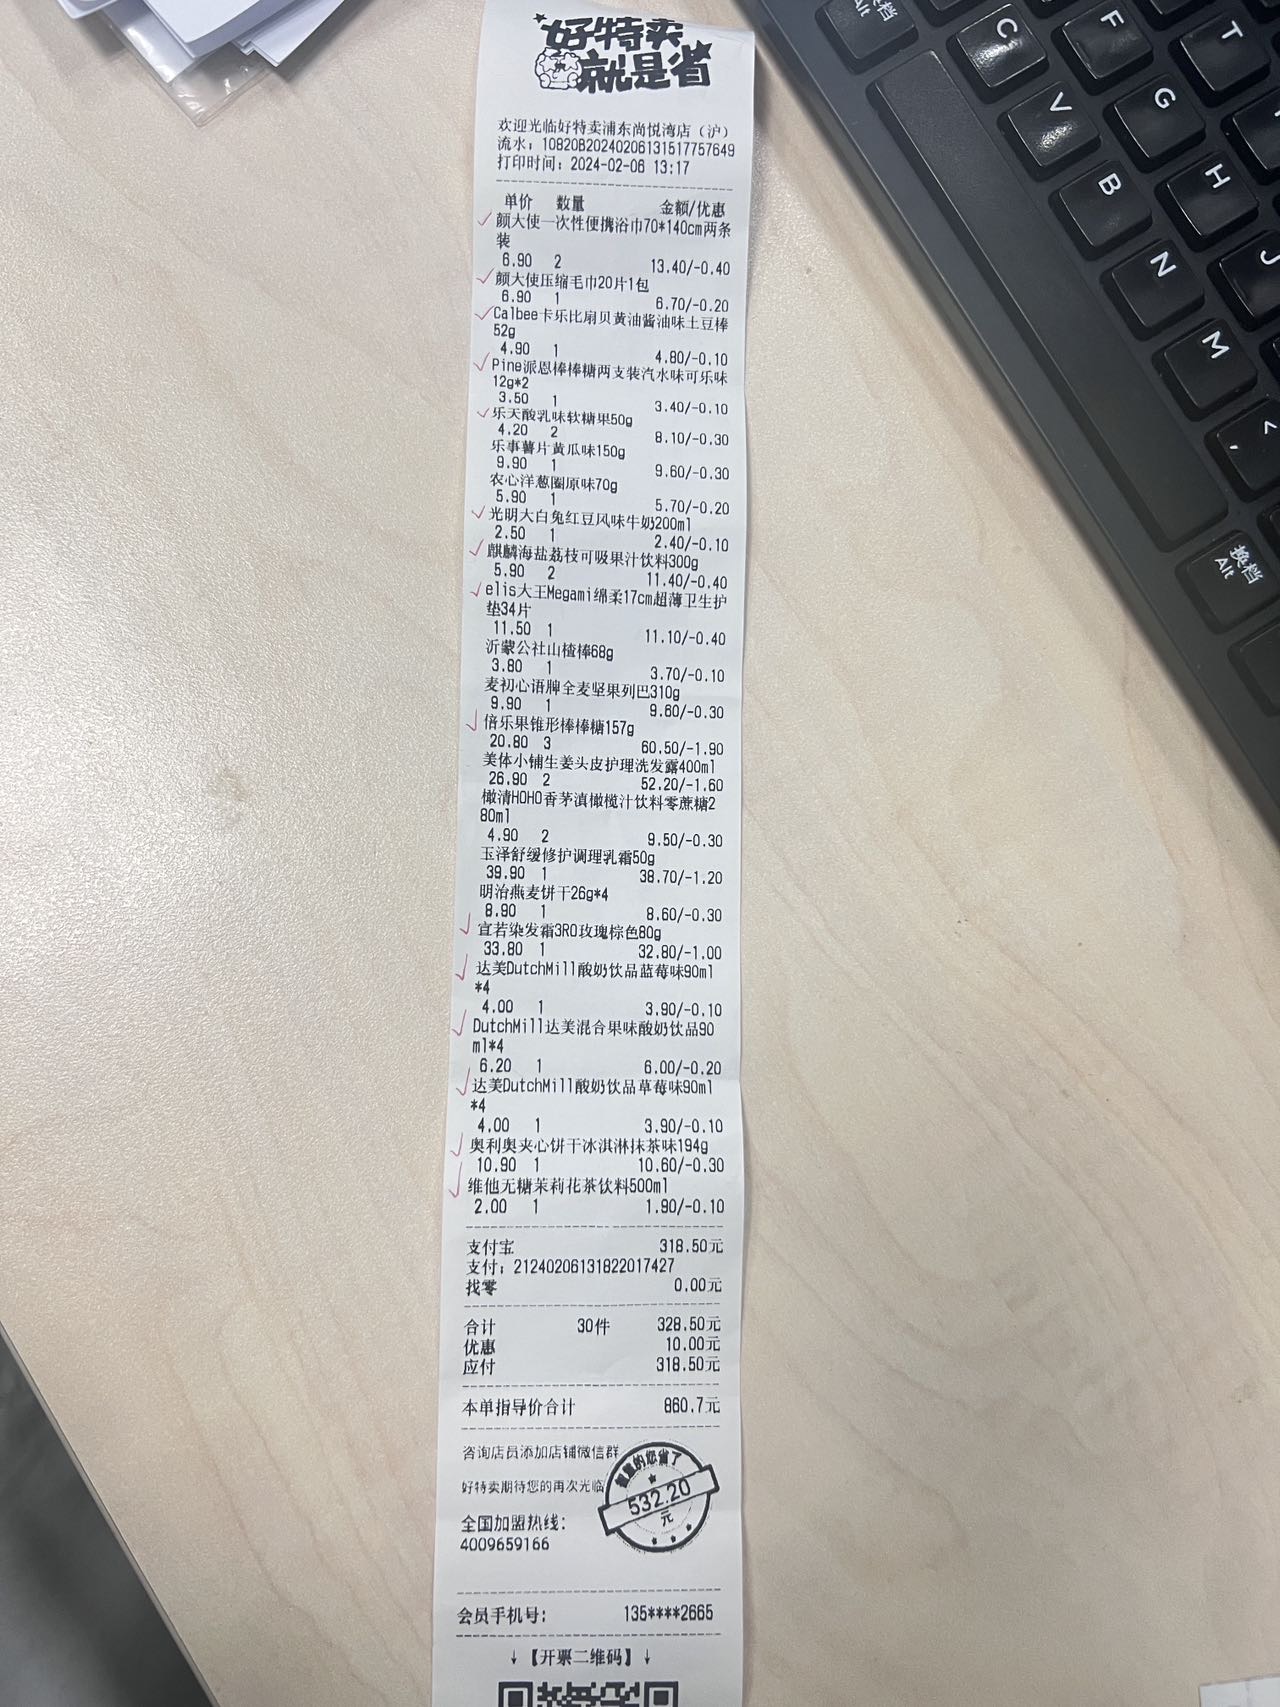 好特卖
就是省
欢迎光临好特卖浦东尚悦湾店（沪）
流水：10820B20240206131517757649
打印时间：2024-02-06 13:17
单价 数量 金额/优惠
颜大使一次性便携浴巾70*140cm两条
装
6.90 2 13.40/-0.40
颜大使压缩毛巾20片1包
6.90 1 6.70/-0.20
Calbee卡乐比扇贝黄油酱油味土豆棒
52g
4.90 1 4.80/-0.10
Pine派恩棒棒糖两支装汽水味可乐味
12g*2
3.50 1 3.40/-0.10
乐天酸乳味软糖果50g
4.20 2 8.10/-0.30
乐事薯片黄瓜味150g
9.90 1 9.60/-0.30
农心洋葱圈原味70g
5.90 1 5.70/-0.20
光明大白兔红豆风味牛奶200ml
2.50 1 2.40/-0.10
麒麟海盐荔枝可吸果汁饮料300g
5.90 2 11.40/-0.40
elis大王Megami绵柔17cm超薄卫生护
垫34片
11.50 1 11.10/-0.40
沂蒙公社山楂棒68g
3.80 1 3.70/-0.10
麦初心语牌全麦坚果列巴310g
9.90 1 9.60/-0.30
倍乐果锥形棒棒糖157g
20.80 3 60.50/-1.90
美体小铺生姜头皮护理洗发露400ml
26.90 2 52.20/-1.60
橄清HOHO香茅滇橄榄汁饮料零蔗糖2
80ml
4.90 2 9.50/-0.30
玉泽舒缓修护调理乳霜50g
39.90 1 38.70/-1.20
明治燕麦饼干26g*4
8.90 1 8.60/-0.30
宣若染发霜3RO玫瑰棕色80g
33.80 1 32.80/-1.00
达美DutchMill酸奶饮品蓝莓味90ml
*4
4.00 1 3.90/-0.10
DutchMill达美混合果味酸奶饮品90
ml*4
6.20 1 6.00/-0.20
达美DutchMill酸奶饮品草莓味90ml
*4
4.00 1 3.90/-0.10
奥利奥夹心饼干冰淇淋抹茶味194g
10.90 1 10.60/-0.30
维他无糖茉莉花茶饮料500ml
2.00 1 1.90/-0.10
支付宝 318.50元
支付：21240206131822017427
找零 0.00元
合计 30件 328.50元
优惠 10.00元
应付 318.50元
本单指导价合计 860.7元
咨询店员添加店铺微信群
好特卖期待您的再次光临
的您省了
532.20
元
全国加盟热线：
4009659166
会员手机号： 135****2665
↓【开票二维码】↓
C
F
T
V
G
B
H
N
J
M
换档
Alt
换档
Alt